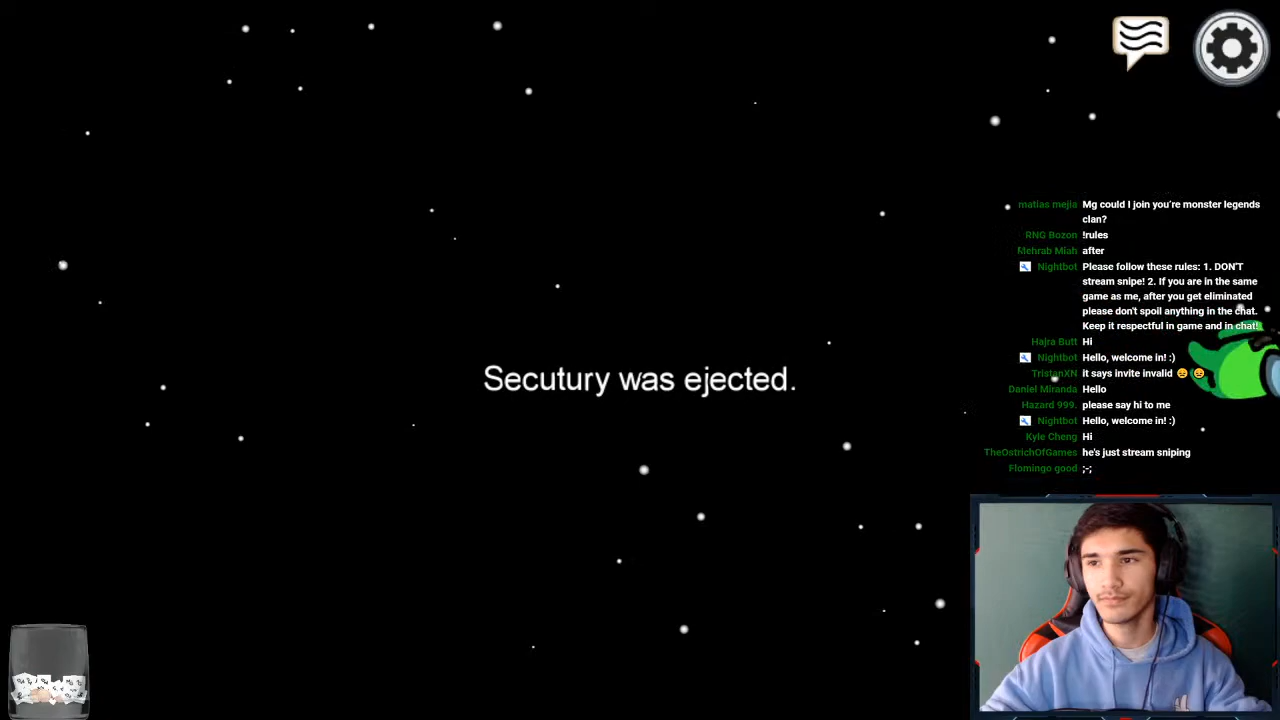 matias mejia Mg could I join you're monster legends
clan?
RNG Bozon !rules
Mehrab Miah after
Nightbot Please follow these rules: 1. DON'T
stream snipe! 2. If you are in the same
game as me, after you get eliminated
please don't spoil anything in the chat.
Keep it respectful in game and in chat!
Hajra Butt Hi
Nightbot Hello, welcome in! :)
TristanXN it says invite invalid 😖 😖
Daniel Miranda Hello
Hazard 999. please say hi to me
Nightbot Hello, welcome in! :)
Kyle Cheng Hi
TheOstrichOfGames he's just stream sniping
Flomingo good ;-;
Secutury was ejected.